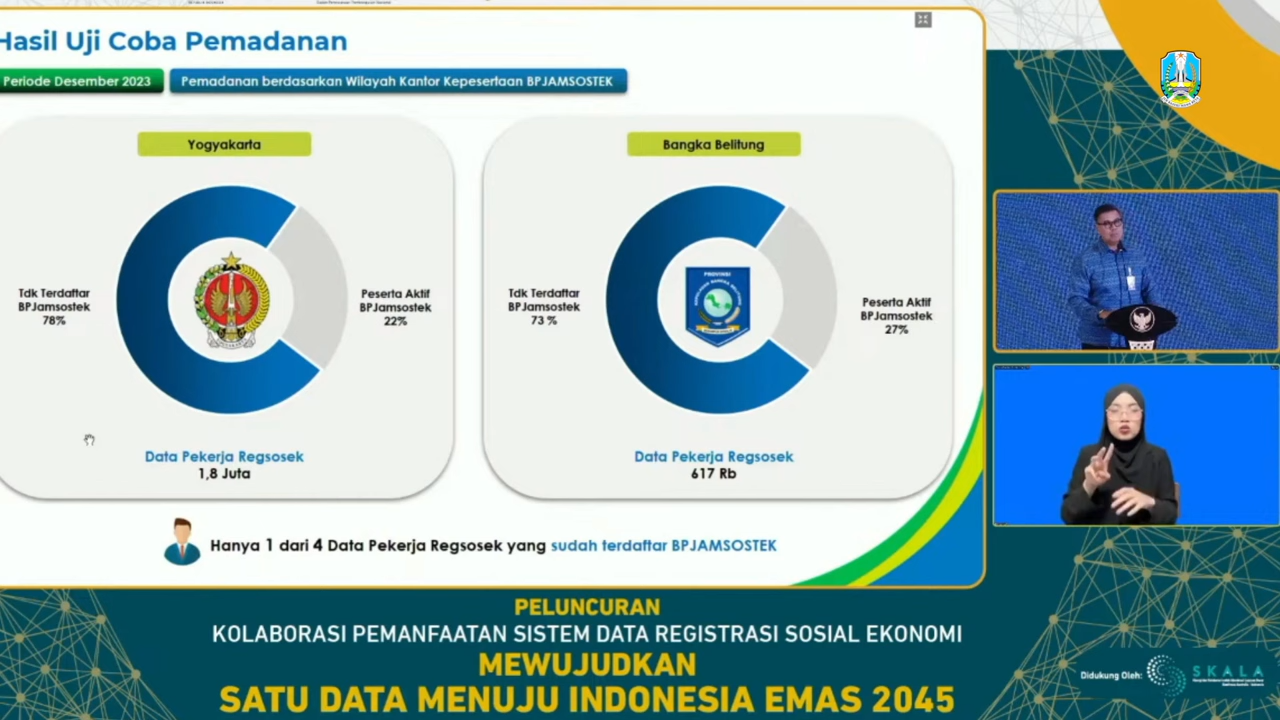 Hasil Uji Coba Pemadanan
Periode Desember 2023
Pemadanan berdasarkan Wilayah Kantor Kepesertaan BPJAMSOSTEK
Yogyakarta
Tdk Terdaftar
BPJamsostek
78%
Peserta Aktif
BPJamsostek
22%
Data Pekerja Regsosek
1,8 Juta
Bangka Belitung
PROVINSI
Tdk Terdaftar
BPJamsostek
73 %
Peserta Aktif
BPJamsostek
27%
Data Pekerja Regsosek
617 Rb
Hanya 1 dari 4 Data Pekerja Regsosek yang sudah terdaftar BPJAMSOSTEK
PELUNCURAN
KOLABORASI PEMANFAATAN SISTEM DATA REGISTRASI SOSIAL EKONOMI
MEWUJUDKAN
SATU DATA MENUJU INDONESIA EMAS 2045
Didukung Oleh:
SKALA